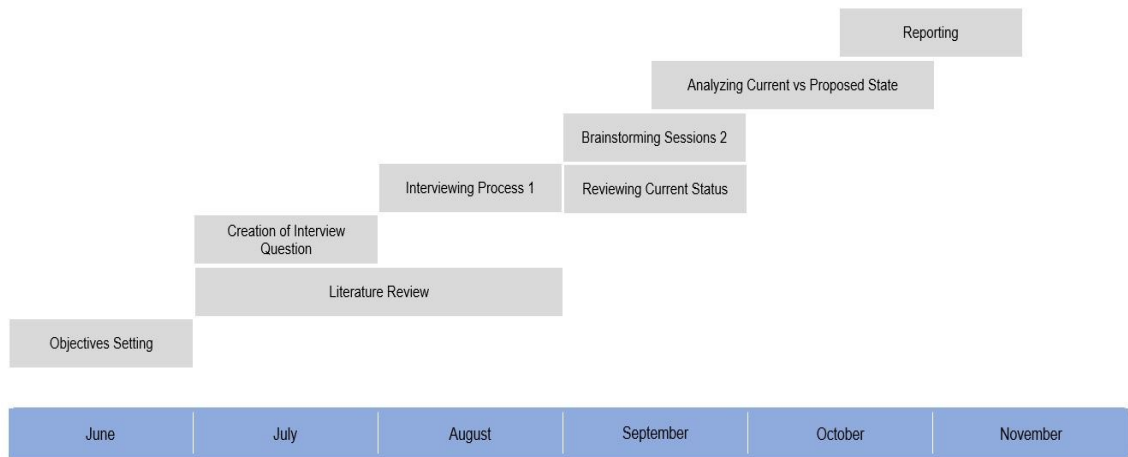 Reporting
Analyzing Current vs Proposed State
Brainstorming Sessions 2
Interviewing Process 1
Reviewing Current Status
Creation of Interview
Question
Literature Review
Objectives Setting
June
July
August
September
October
November